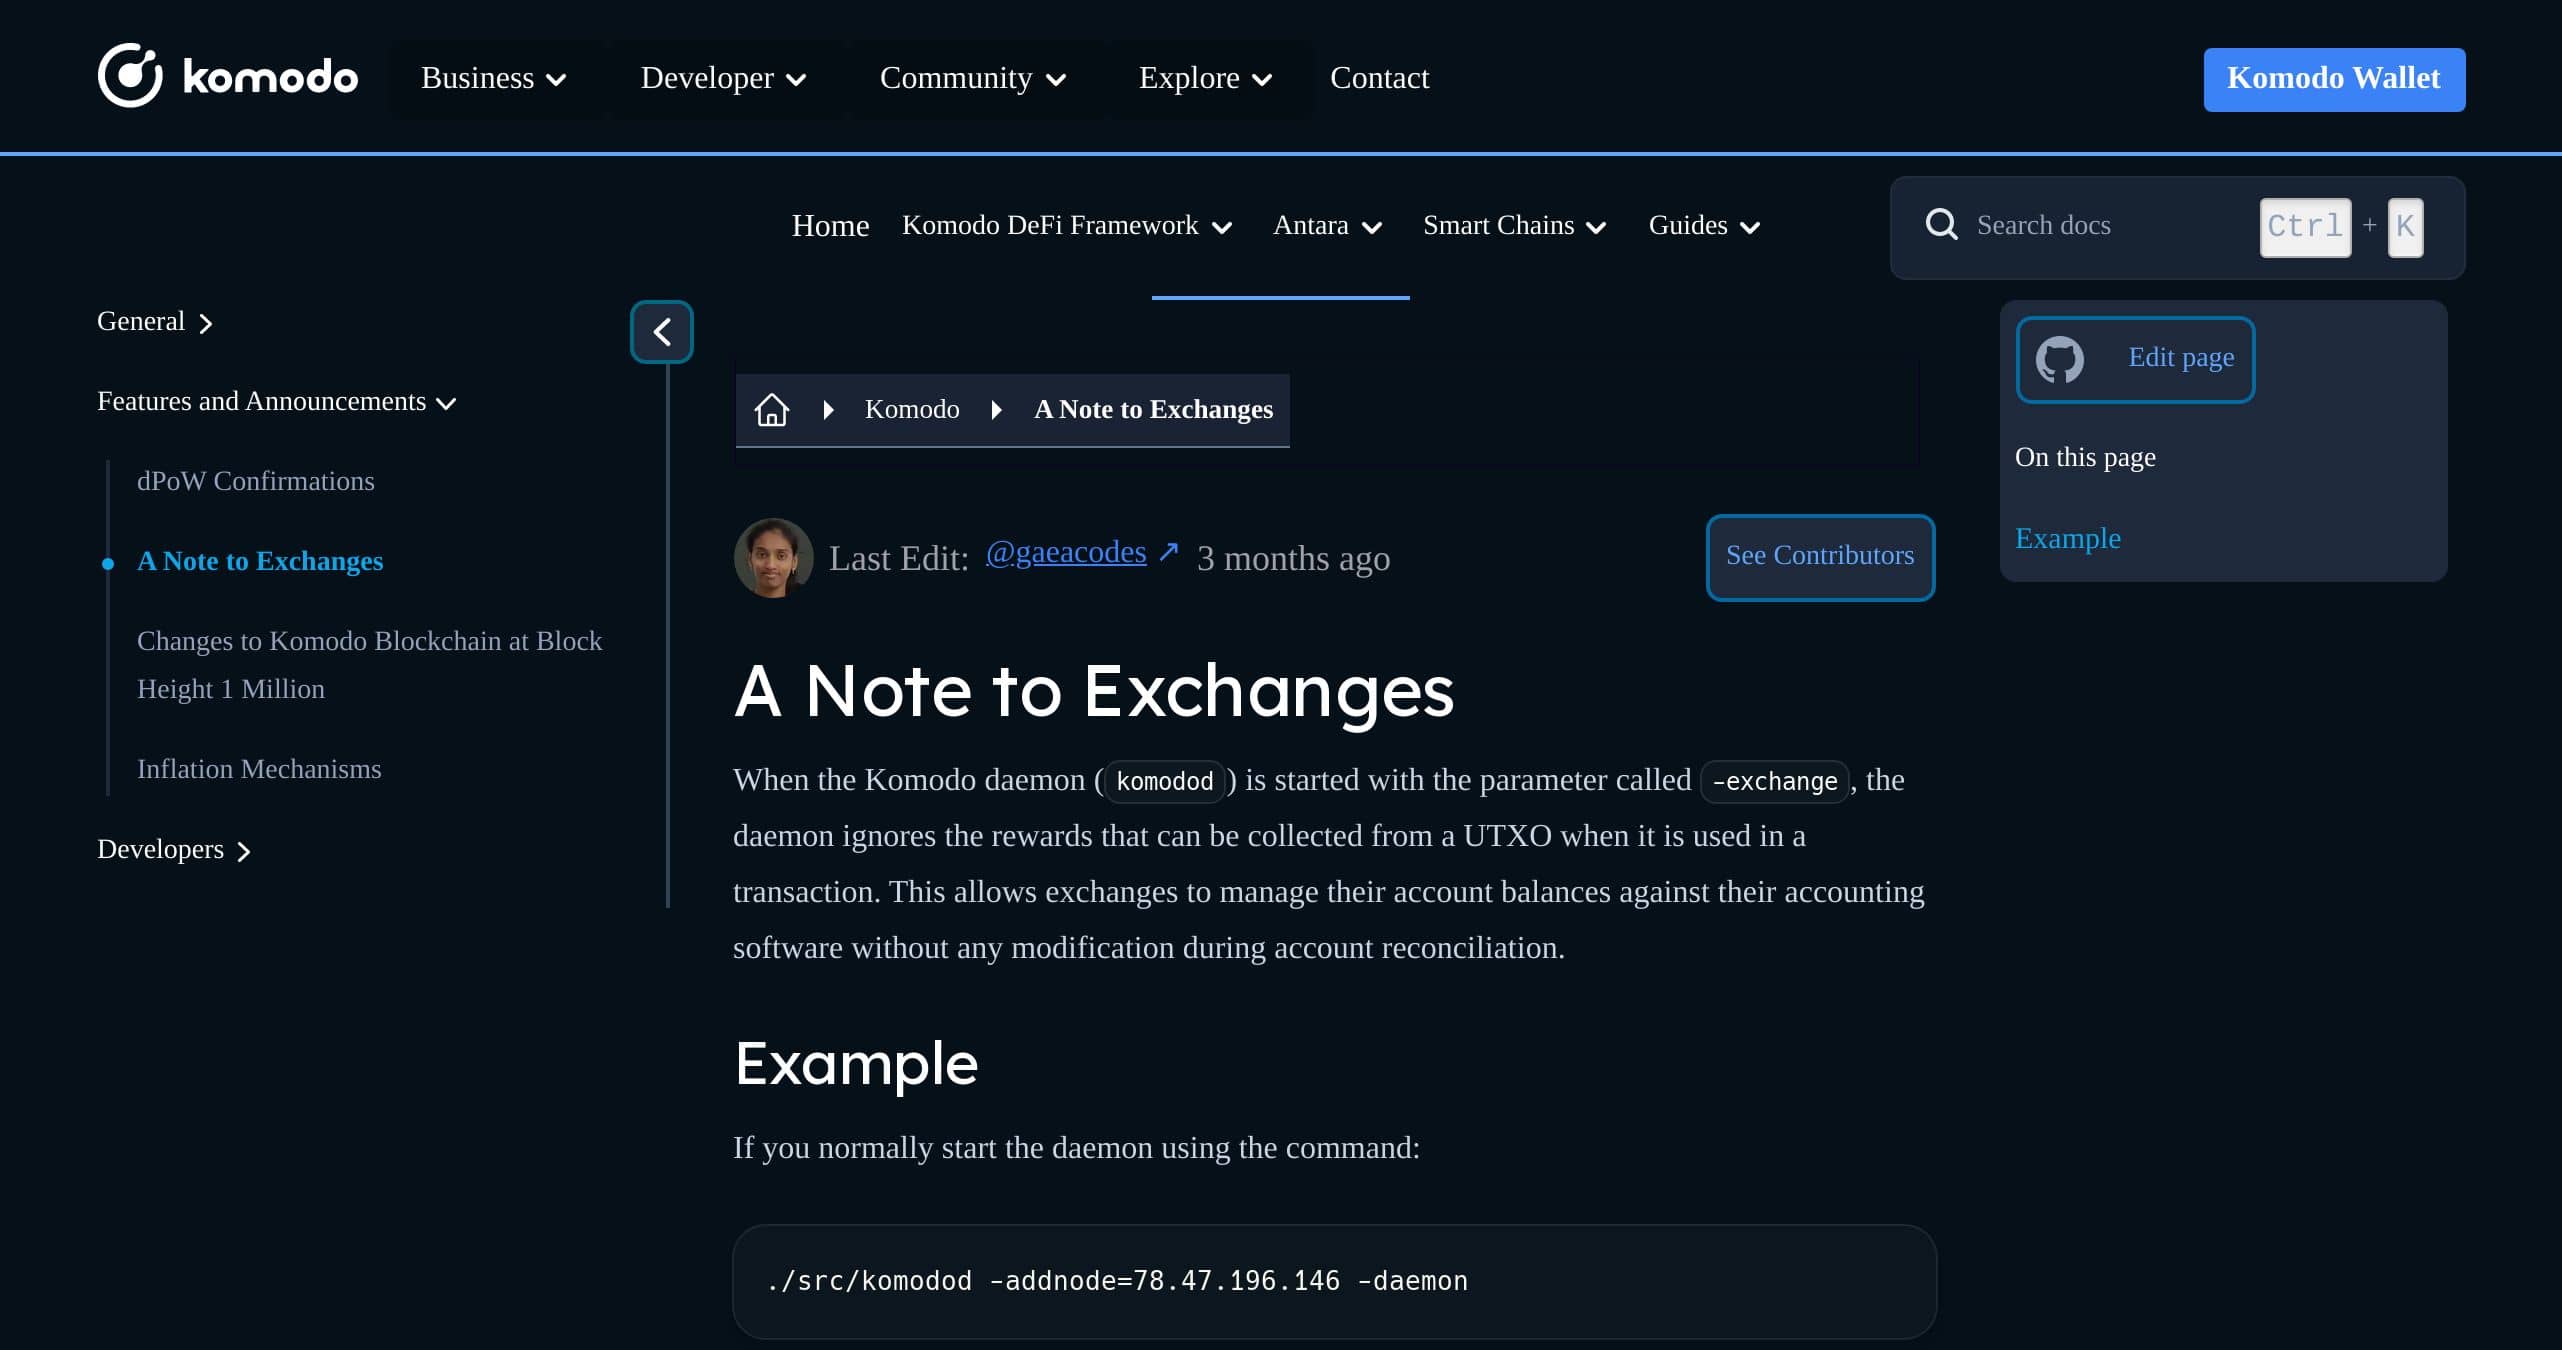 komodo Business Developer Community Explore Contact Komodo Wallet
Home Komodo DeFi Framework Antara Smart Chains Guides Search docs Ctrl + K
General
Features and Announcements
dPoW Confirmations
A Note to Exchanges
Changes to Komodo Blockchain at Block
Height 1 Million
Inflation Mechanisms
Developers
Komodo A Note to Exchanges
Last Edit: @gaeacodes ↗ 3 months ago See Contributors
A Note to Exchanges
When the Komodo daemon (komodod) is started with the parameter called -exchange, the
daemon ignores the rewards that can be collected from a UTXO when it is used in a
transaction. This allows exchanges to manage their account balances against their accounting
software without any modification during account reconciliation.
Example
If you normally start the daemon using the command:
./src/komodod -addnode=78.47.196.146 -daemon
Edit page
On this page
Example